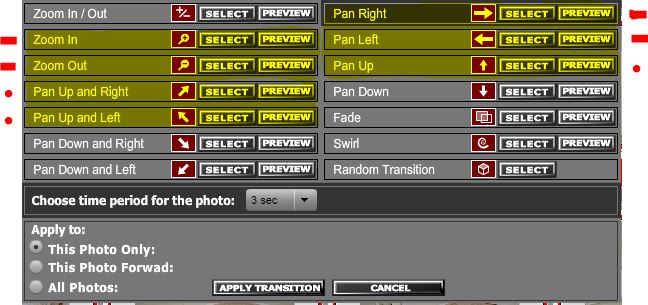 Zoom In / Out +/- SELECT PREVIEW
Pan Right SELECT PREVIEW
Zoom In SELECT PREVIEW
Pan Left SELECT PREVIEW
Zoom Out SELECT PREVIEW
Pan Up SELECT PREVIEW
Pan Up and Right SELECT PREVIEW
Pan Down SELECT PREVIEW
Pan Up and Left SELECT PREVIEW
Fade SELECT PREVIEW
Pan Down and Right SELECT PREVIEW
Swirl SELECT PREVIEW
Pan Down and Left SELECT PREVIEW
Random Transition SELECT
Choose time period for the photo: 3 sec
Apply to:
This Photo Only:
This Photo Forwad:
All Photos: APPLY TRANSITION CANCEL